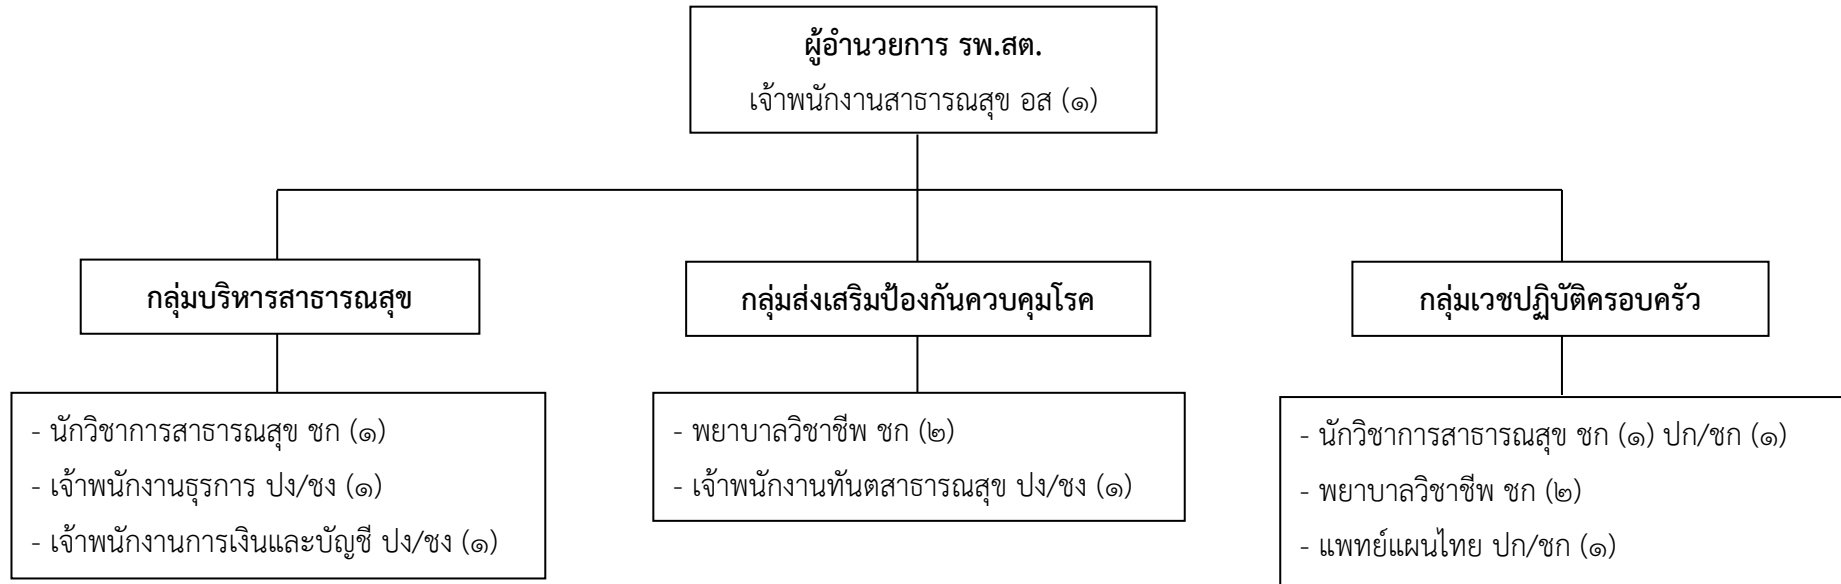 ผู้อำนวยการ รพ.สต.
เจ้าพนักงานสาธารณสุข อส (๑)
กลุ่มบริหารสาธารณสุข
- นักวิชาการสาธารณสุข ชก (๑)
- เจ้าพนักงานธุรการ ปง/ชง (๑)
- เจ้าพนักงานการเงินและบัญชี ปง/ชง (๑)
กลุ่มส่งเสริมป้องกันควบคุมโรค
- พยาบาลวิชาชีพ ชก (๒)
- เจ้าพนักงานทันตสาธารณสุข ปง/ชง (๑)
กลุ่มเวชปฏิบัติครอบครัว
- นักวิชาการสาธารณสุข ชก (๑) ปก/ชก (๑)
- พยาบาลวิชาชีพ ชก (๒)
- แพทย์แผนไทย ปก/ชก (๑)